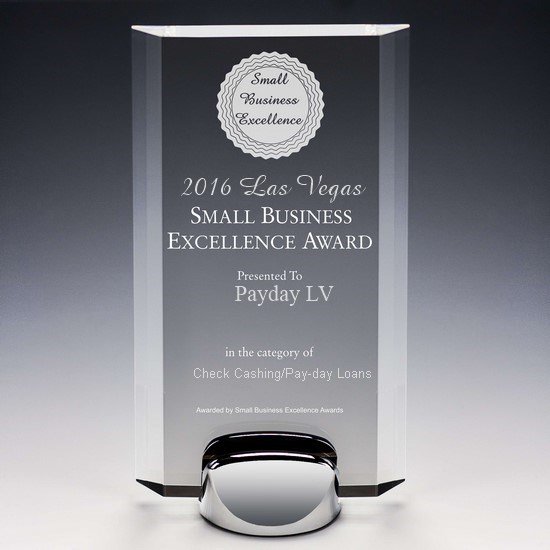 Small
Business
Excellence
2016 Las Vegas
SMALL BUSINESS
EXCELLENCE AWARD
Presented To
Payday LV
in the category of
Check Cashing/Pay-day Loans
Awarded by Small Business Excellence Awards